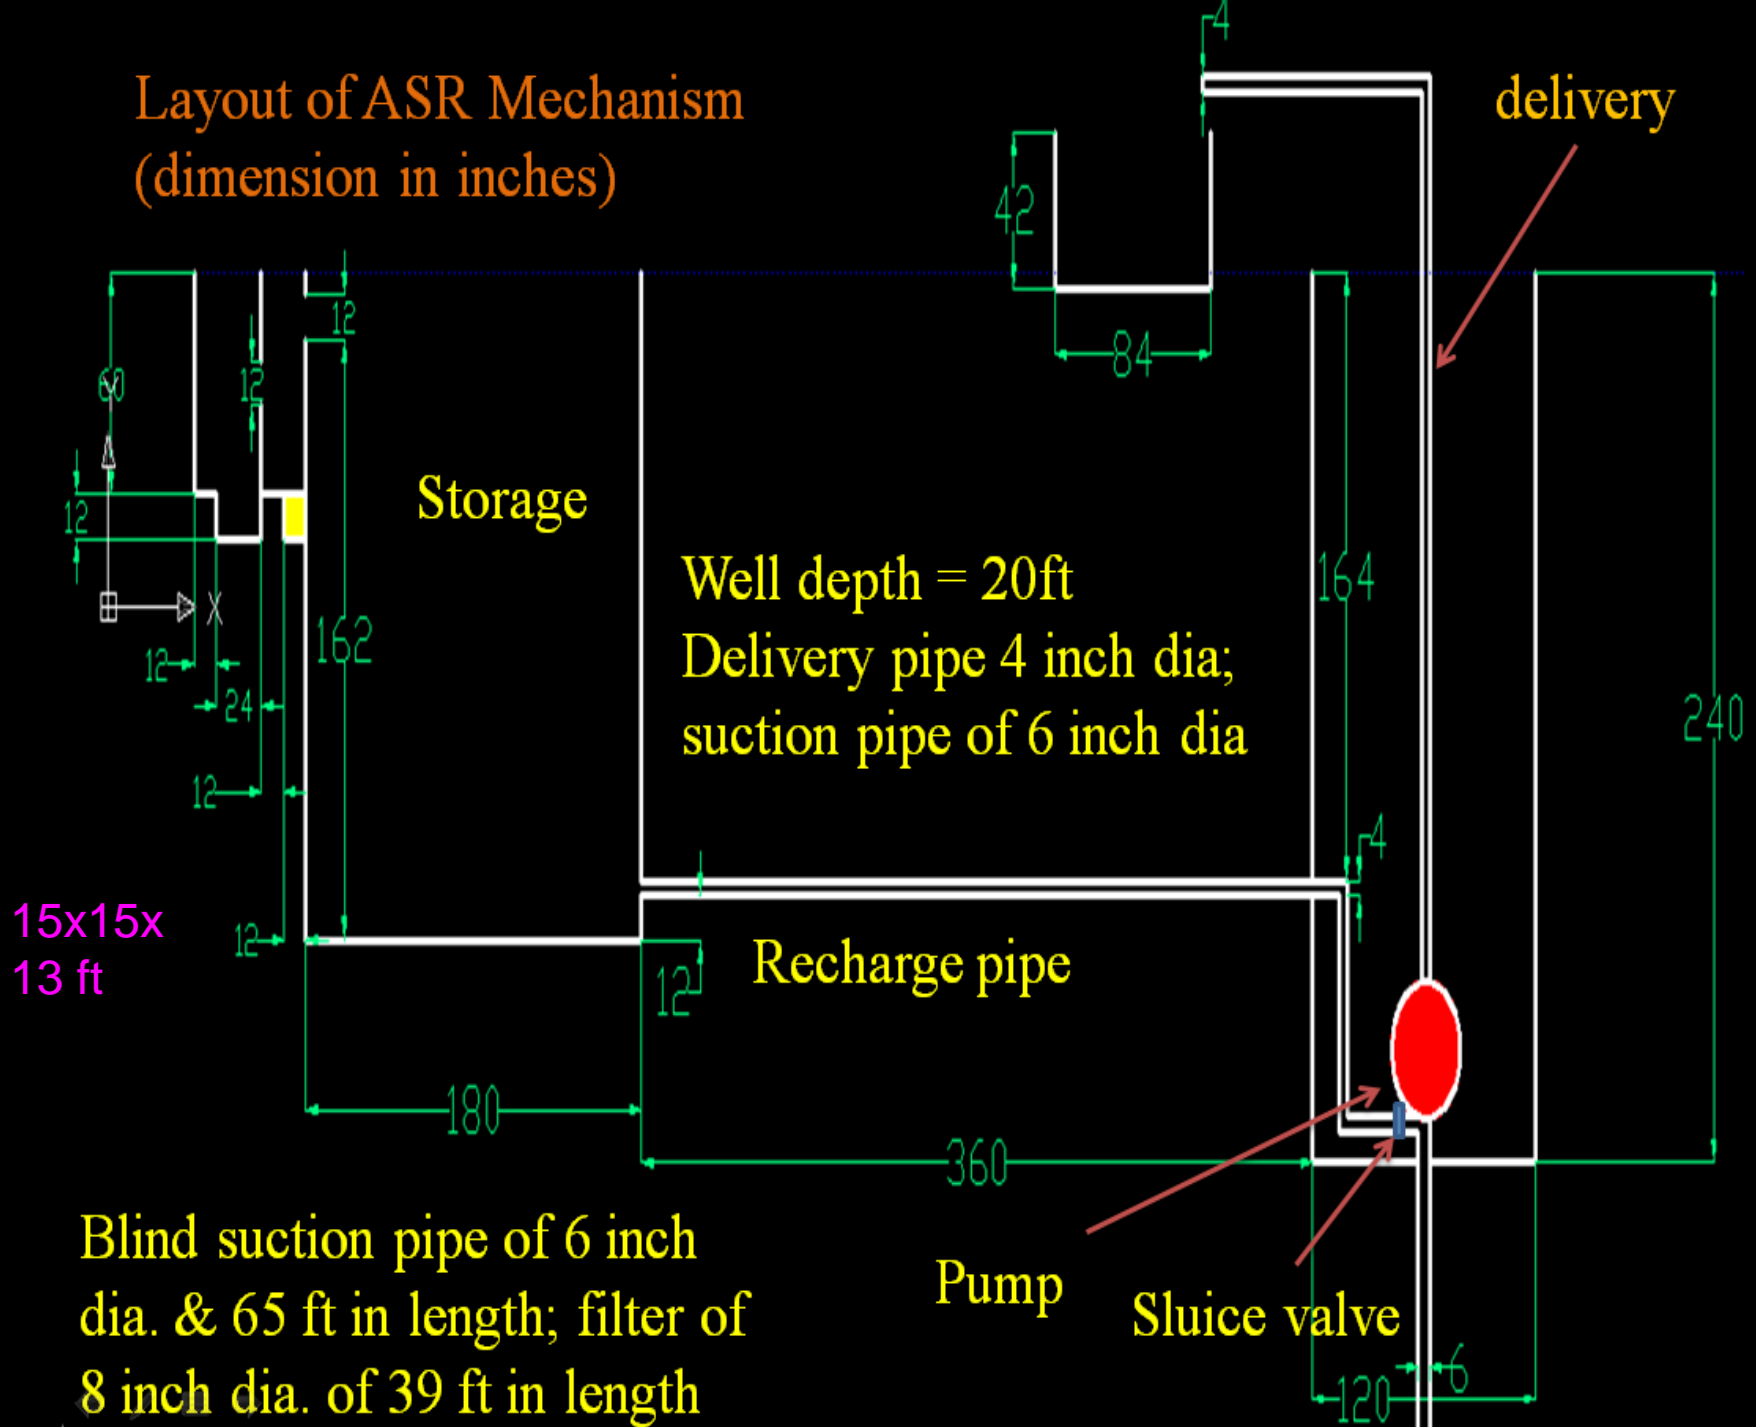 4
Layout of ASR Mechanism
(dimension in inches)
delivery
42
12
84
60
12
Y
Storage
12
Well depth = 20ft
Delivery pipe 4 inch dia;
suction pipe of 6 inch dia
164
X
162
12
24
240
12
4
15x15x
13 ft
12
Recharge pipe
12
180
360
Blind suction pipe of 6 inch
dia. & 65 ft in length; filter of
8 inch dia. of 39 ft in length
Pump
Sluice valve
6
120